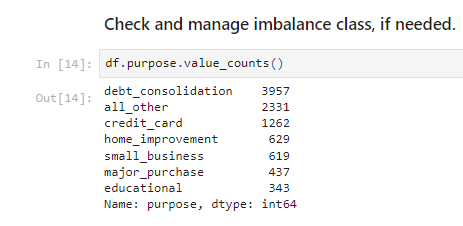 Check and manage imbalance class, if needed.
In [14]: df.purpose.value_counts()
Out[14]: debt_consolidation    3957
all_other             2331
credit_card           1262
home_improvement       629
small_business         619
major_purchase         437
educational            343
Name: purpose, dtype: int64